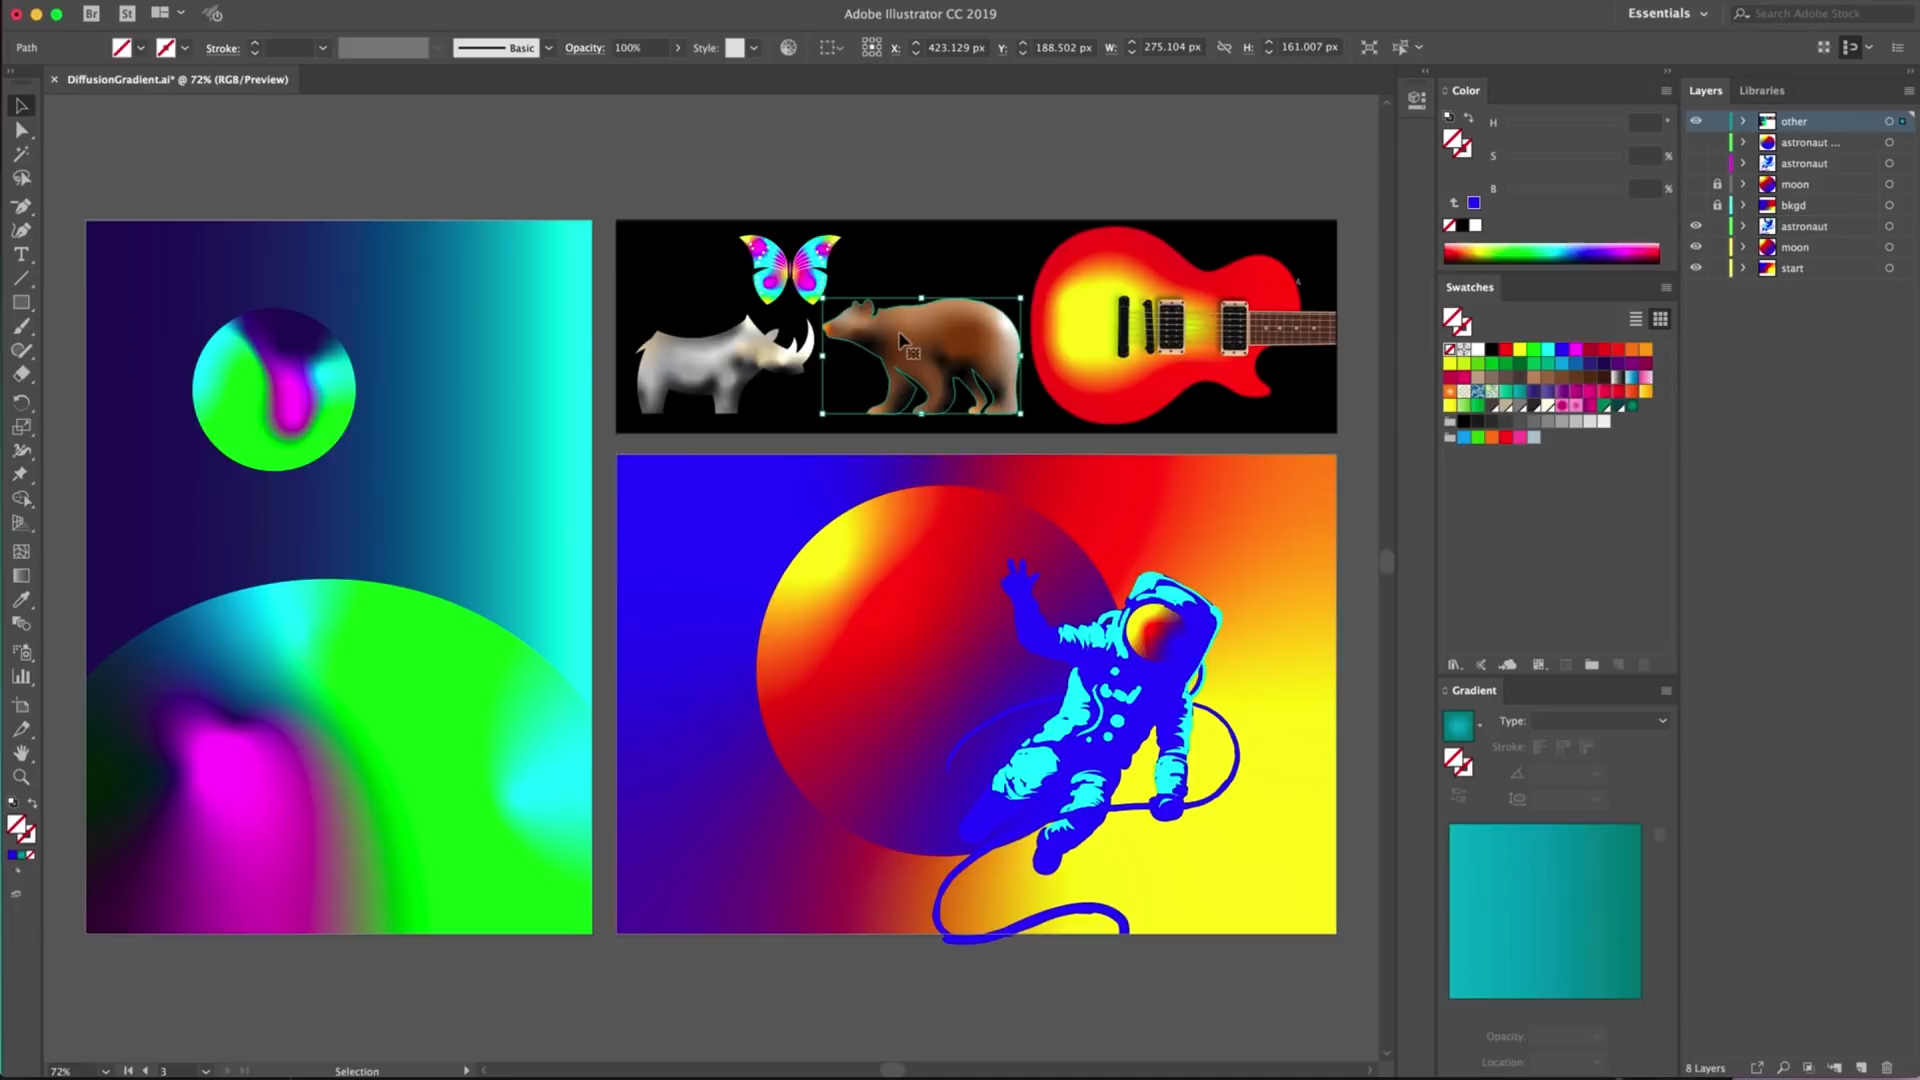 Br
St
Adobe Illustrator CC 2019
Essentials
Search Adobe Stock
Path
Stroke:
Basic
Opacity: 100%
Style:
X: 423.129 px
Y: 188.502 px
W: 275.104 px
H: 161.007 px
DiffusionGradient.ai* @ 72% (RGB/Preview)
Color
H
°
S
%
B
%
Swatches
Gradient
Type:
Stroke:
Opacity:
Location:
Layers
Libraries
other
astronaut ...
astronaut
moon
bkgd
astronaut
moon
start
8 Layers
72%
3
Selection